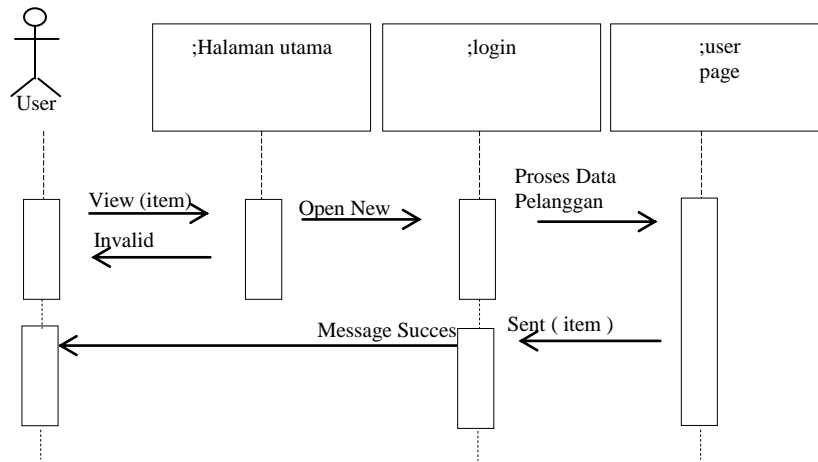 ;Halaman utama
;login
;user
page
User
View (item)
Open New
Proses Data
Pelanggan
Invalid
Message Succes
Sent ( item )